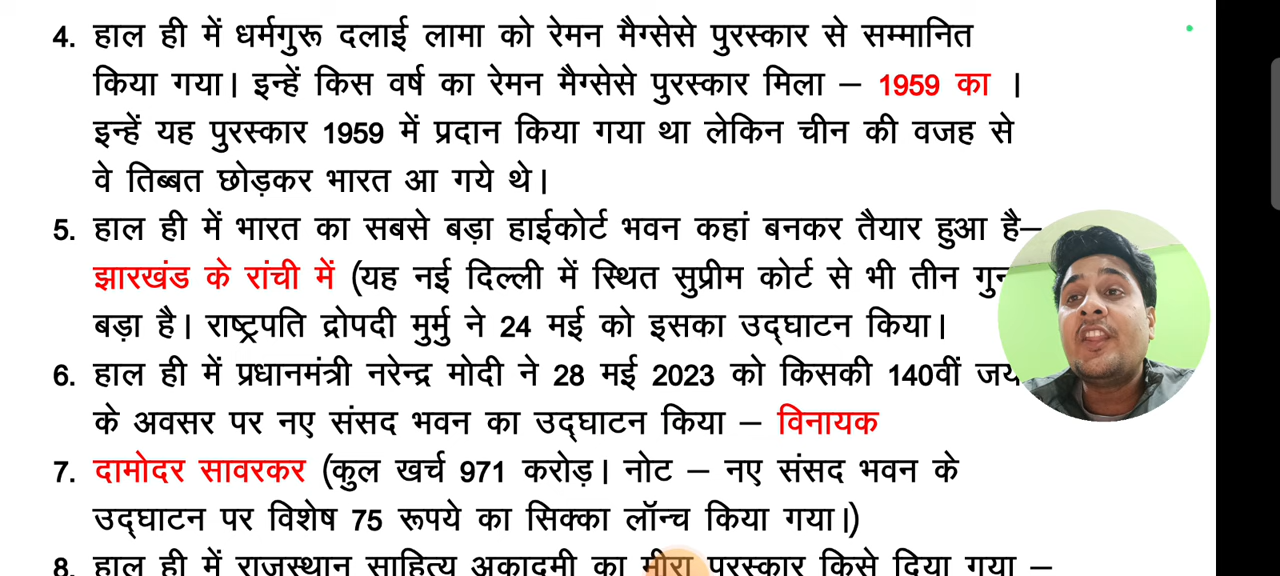 4. हाल ही में धर्मगुरू दलाई लामा को रेमन मैग्सेसे पुरस्कार से सम्मानित
किया गया। इन्हें किस वर्ष का रेमन मैग्सेसे पुरस्कार मिला – 1959 का ।
इन्हें यह पुरस्कार 1959 में प्रदान किया गया था लेकिन चीन की वजह से
वे तिब्बत छोड़कर भारत आ गये थे।
5. हाल ही में भारत का सबसे बड़ा हाईकोर्ट भवन कहां बनकर तैयार हुआ है–
झारखंड के रांची में (यह नई दिल्ली में स्थित सुप्रीम कोर्ट से भी तीन
बड़ा है। राष्ट्रपति द्रोपदी मुर्मु ने 24 मई को इसका उद्घाटन किया।
6. हाल ही में प्रधानमंत्री नरेन्द्र मोदी ने 28 मई 2023 को किसकी 140वीं
के अवसर पर नए संसद भवन का उद्घाटन किया – विनायक
7. दामोदर सावरकर (कुल खर्च 971 करोड़। नोट – नए संसद भवन के
उद्घाटन पर विशेष 75 रूपये का सिक्का लॉन्च किया गया।)
8. हाल ही में राजस्थान साहित्य अकादमी का मीरा पुरस्कार किसे दिया गया –